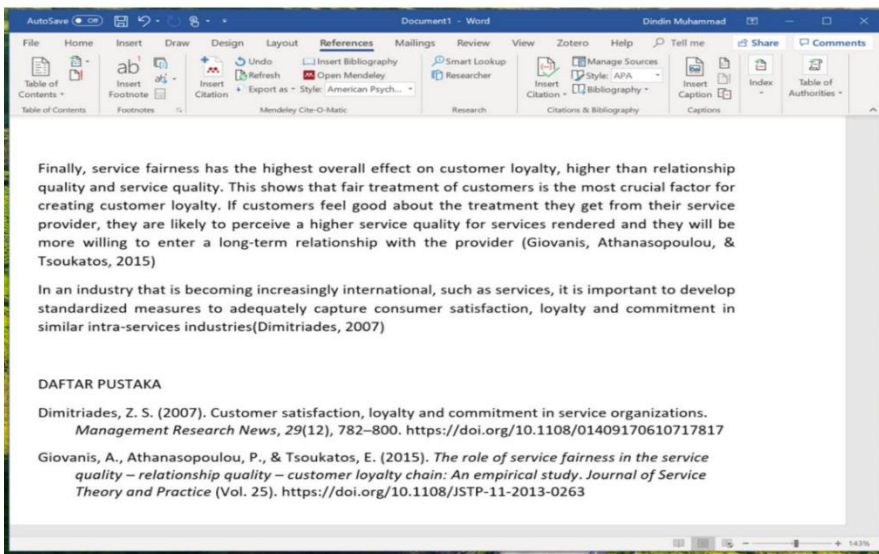 AutoSave Off Document1 - Word Dindin Muhammad
File Home Insert Draw Design Layout References Mailings Review View Zotero Help Tell me Share Comments
Table of Contents
Insert Footnote
ab
Insert Citation
Undo
Refresh
Export as
Insert Bibliography
Open Mendeley
Style: American Psych...
Smart Lookup
Researcher
Insert Citation
Manage Sources
Style: APA
Bibliography
Insert Caption
Index
Table of Authorities
Table of Contents Footnotes Mendeley Cite-O-Matic Research Citations & Bibliography Captions
Finally, service fairness has the highest overall effect on customer loyalty, higher than relationship
quality and service quality. This shows that fair treatment of customers is the most crucial factor for
creating customer loyalty. If customers feel good about the treatment they get from their service
provider, they are likely to perceive a higher service quality for services rendered and they will be
more willing to enter a long-term relationship with the provider (Giovanis, Athanasopoulou, &
Tsoukatos, 2015)
In an industry that is becoming increasingly international, such as services, it is important to develop
standardized measures to adequately capture consumer satisfaction, loyalty and commitment in
similar intra-services industries(Dimitriades, 2007)
DAFTAR PUSTAKA
Dimitriades, Z. S. (2007). Customer satisfaction, loyalty and commitment in service organizations.
Management Research News, 29(12), 782–800. https://doi.org/10.1108/01409170610717817
Giovanis, A., Athanasopoulou, P., & Tsoukatos, E. (2015). The role of service fairness in the service
quality – relationship quality – customer loyalty chain: An empirical study. Journal of Service
Theory and Practice (Vol. 25). https://doi.org/10.1108/JSTP-11-2013-0263
143%